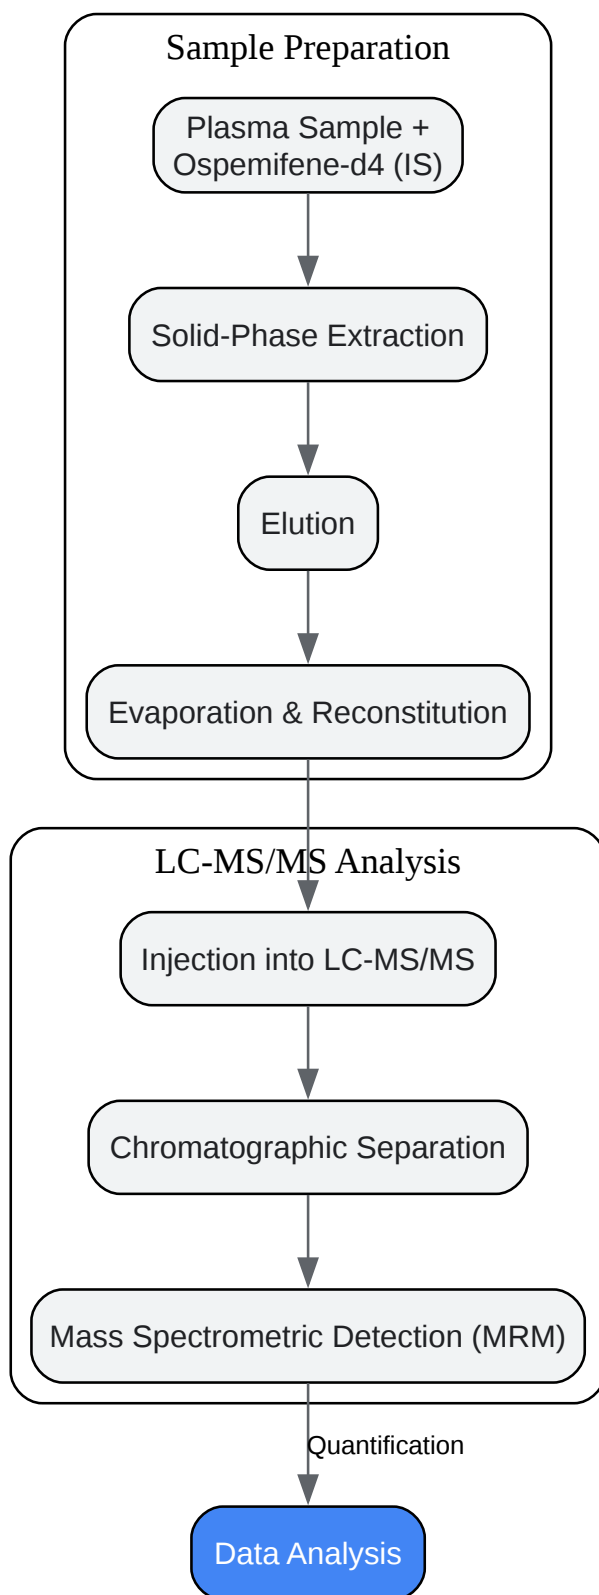 Sample Preparation
Plasma Sample +
Ospemifene-d4 (IS)
Solid-Phase Extraction
Elution
Evaporation & Reconstitution
LC-MS/MS Analysis
Injection into LC-MS/MS
Chromatographic Separation
Mass Spectrometric Detection (MRM)
Quantification
Data Analysis